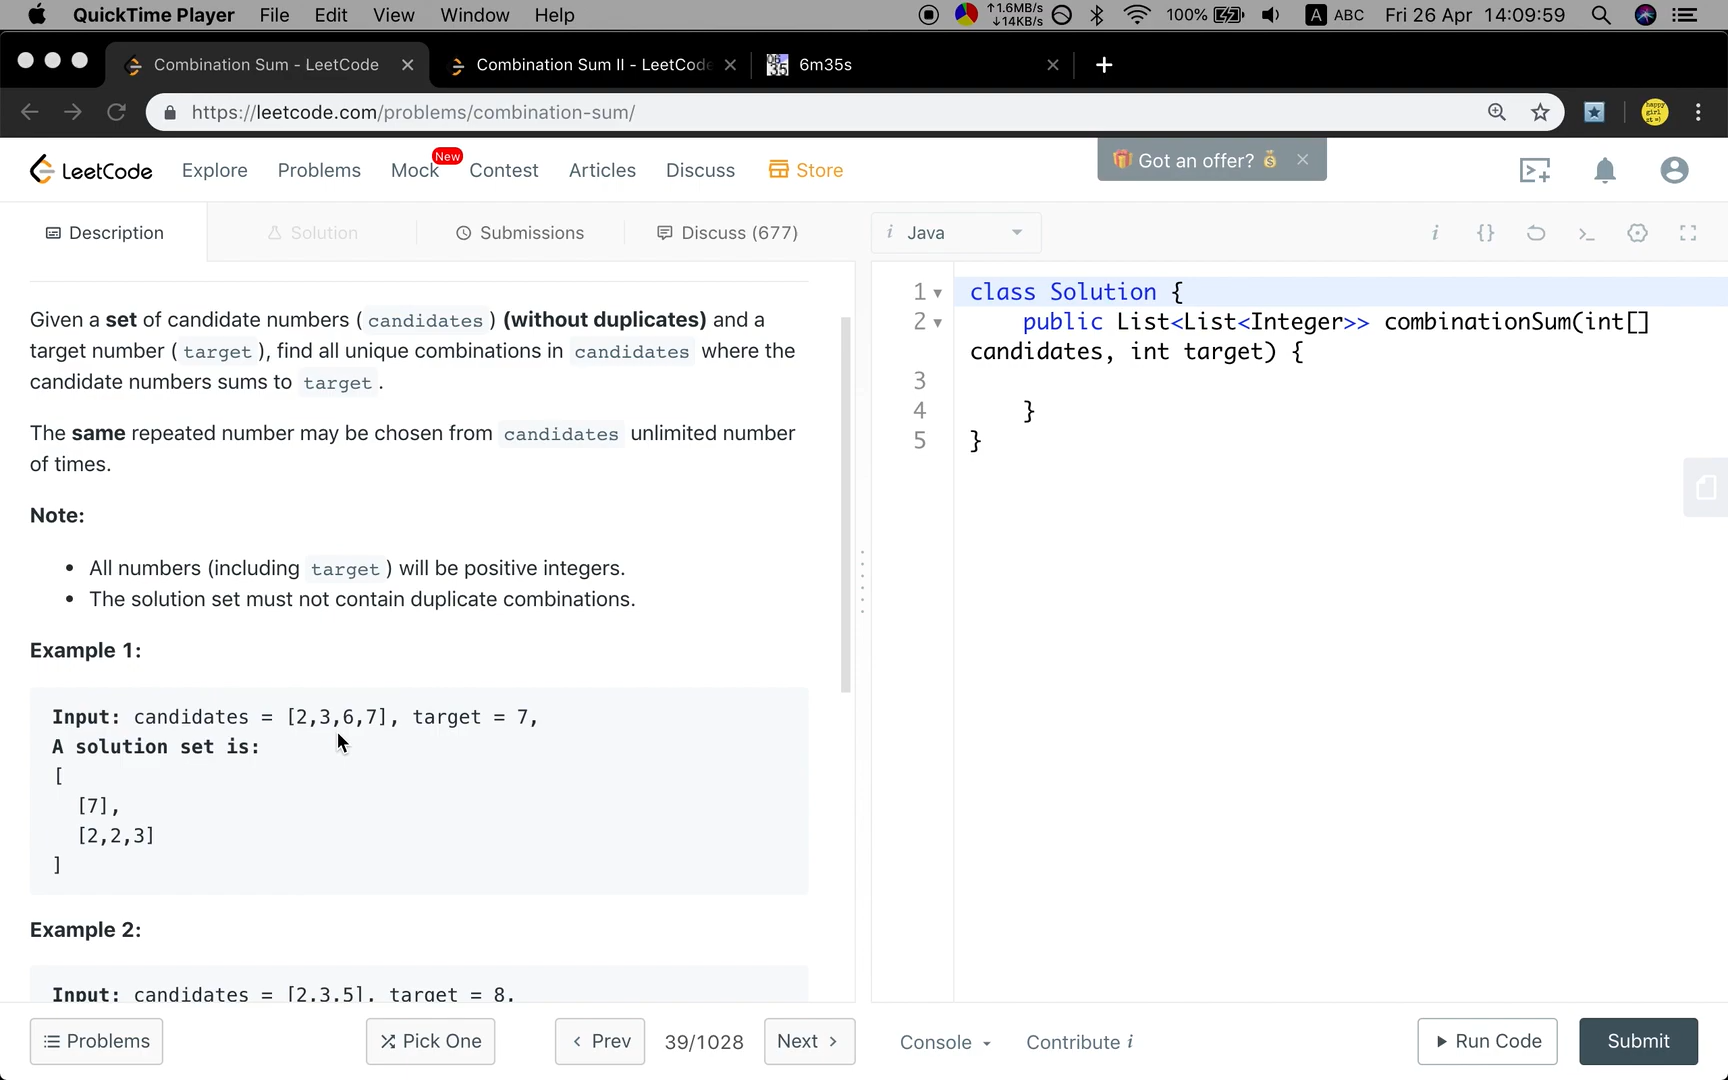 QuickTime Player File Edit View Window Help ↑1.6MB/s ↓14KB/s 100% A ABC Fri 26 Apr 14:09:59
Combination Sum - LeetCode × Combination Sum II - LeetCode × 6m35s × +
https://leetcode.com/problems/combination-sum/
LeetCode Explore Problems Mock New Contest Articles Discuss Store Got an offer? ×
Description Solution Submissions Discuss (677) i Java i {} >_
Given a set of candidate numbers ( candidates ) (without duplicates) and a
target number ( target ), find all unique combinations in candidates where the
candidate numbers sums to target .
The same repeated number may be chosen from candidates unlimited number
of times.
Note:
• All numbers (including target ) will be positive integers.
• The solution set must not contain duplicate combinations.
Example 1:
Input: candidates = [2,3,6,7], target = 7,
A solution set is:
[
[7],
[2,2,3]
]
Example 2:
Input: candidates = [2,3,5], target = 8,
1 class Solution {
2 public List<List<Integer>> combinationSum(int[]
candidates, int target) {
3
4 }
5 }
Problems Pick One ‹ Prev 39/1028 Next › Console Contribute i Run Code Submit